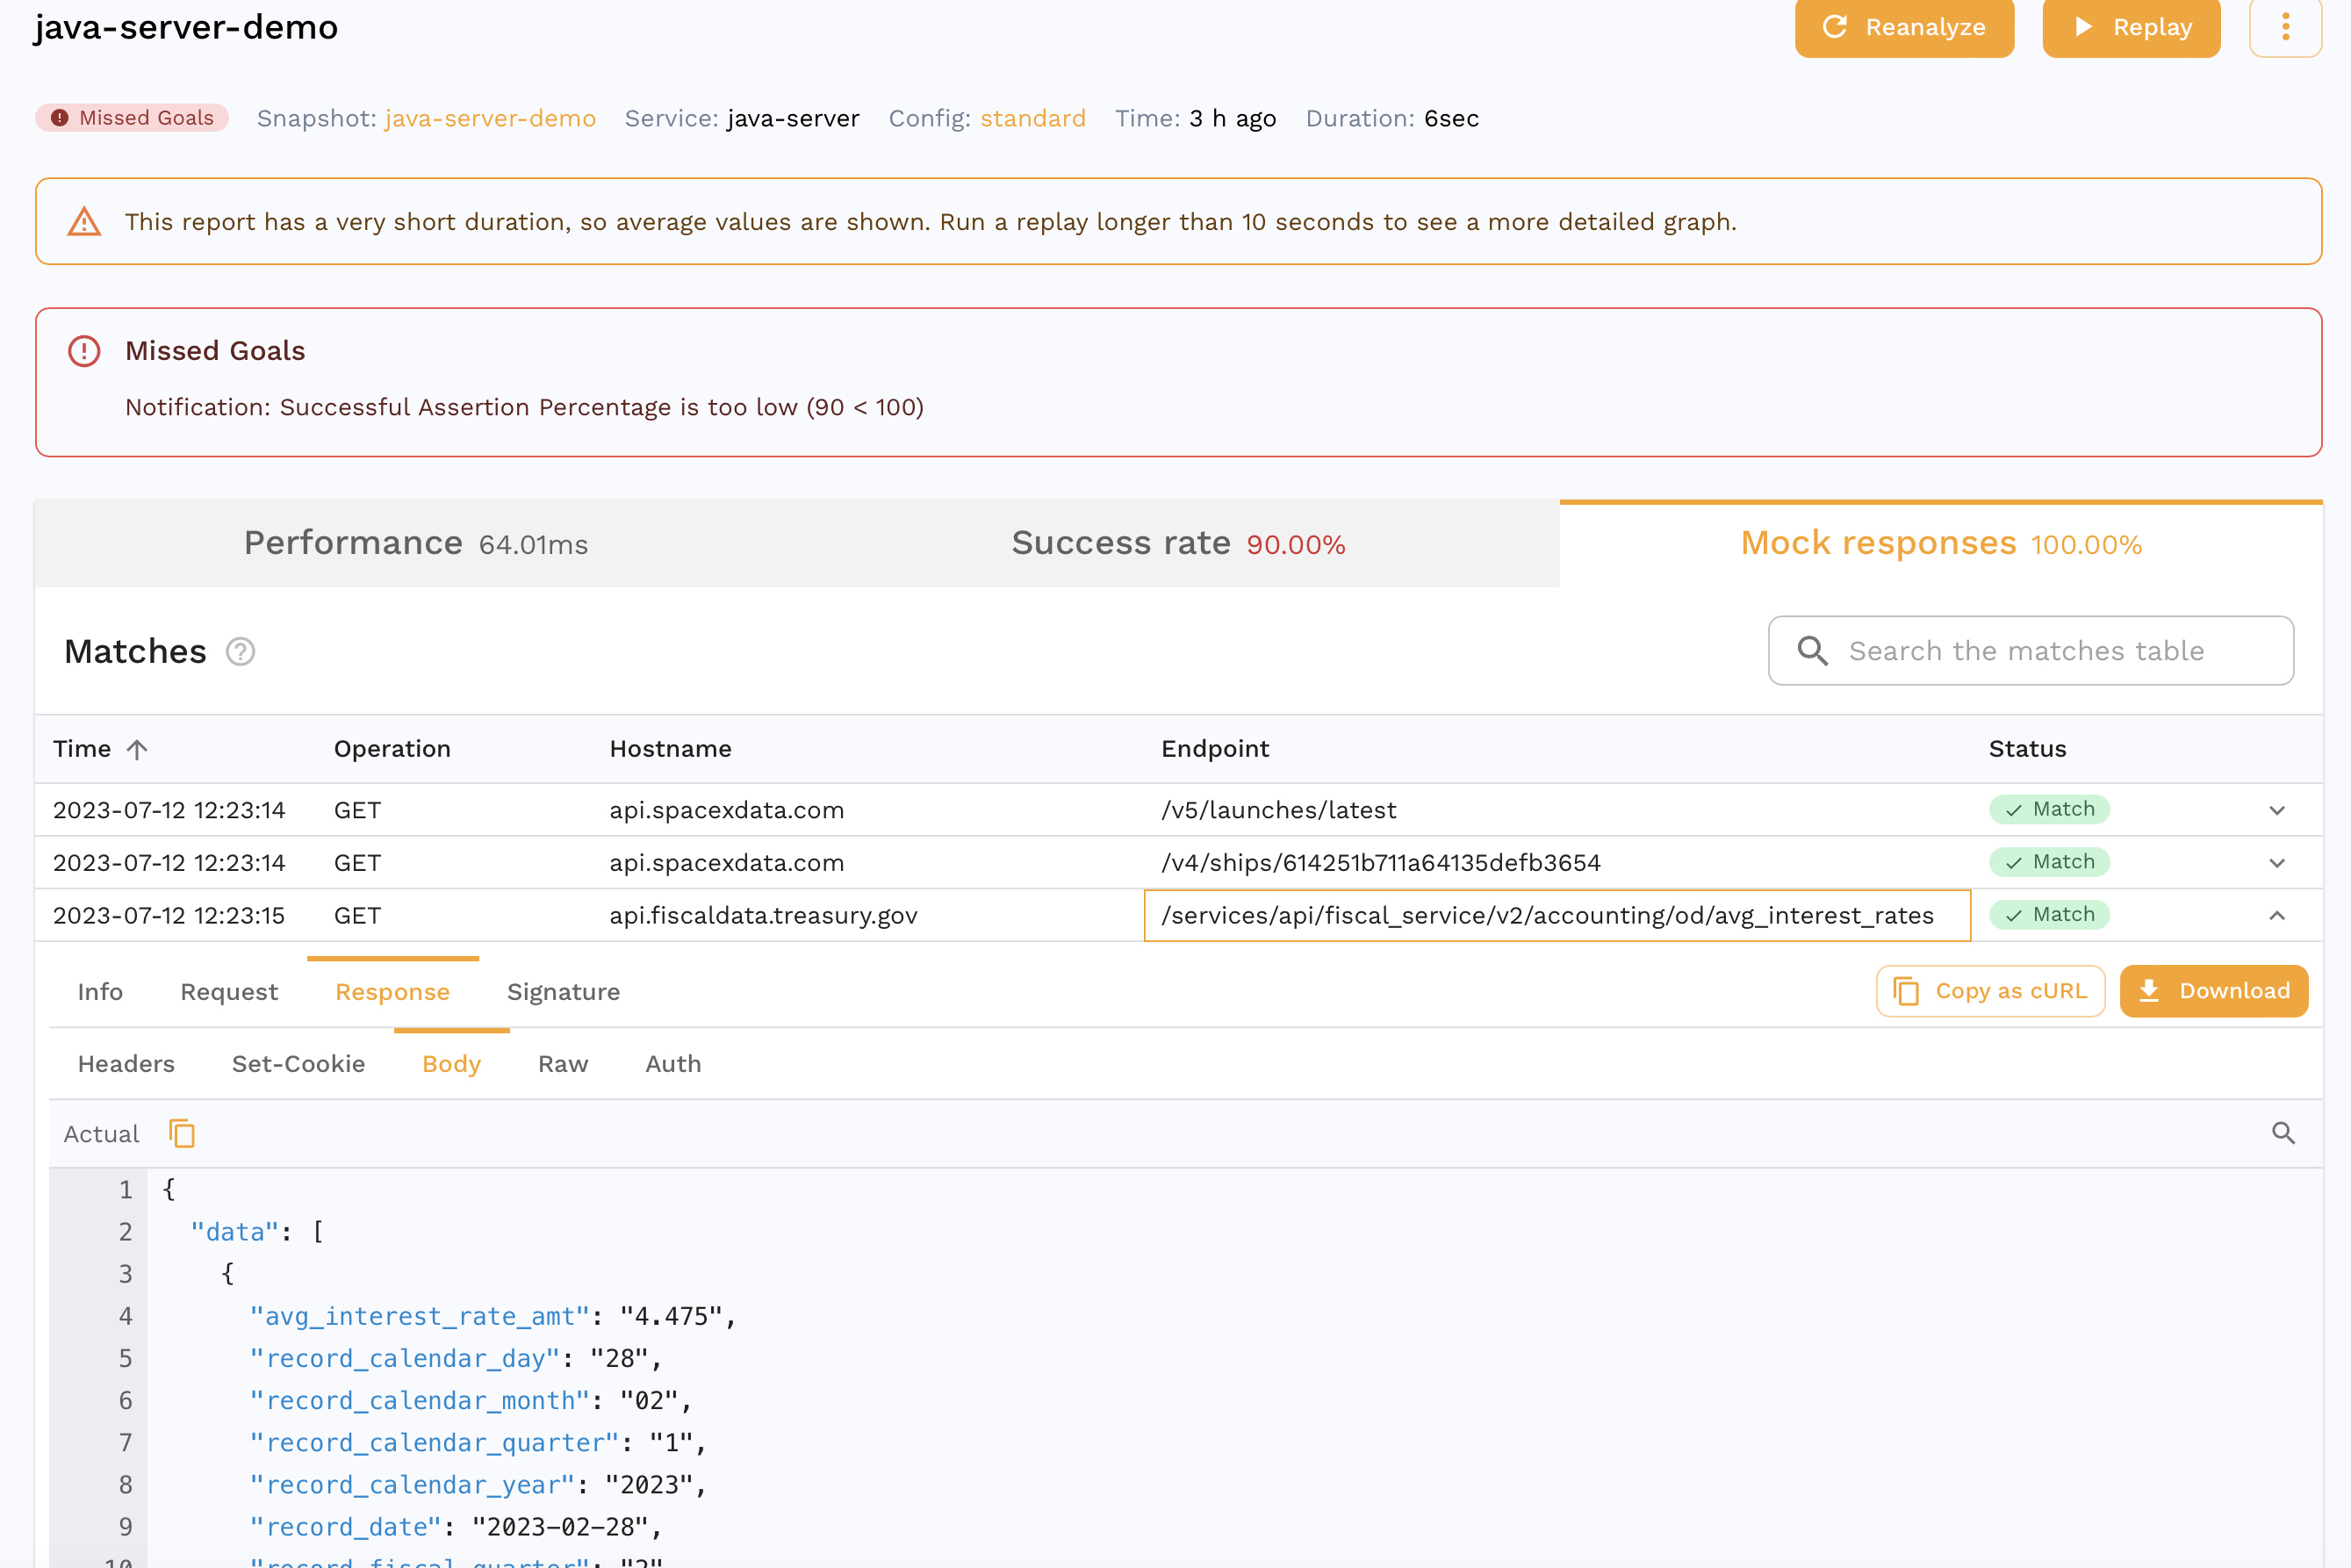 java-server-demo
Reanalyze
Replay
Missed Goals Snapshot: java-server-demo Service: java-server Config: standard Time: 3 h ago Duration: 6sec
This report has a very short duration, so average values are shown. Run a replay longer than 10 seconds to see a more detailed graph.
Missed Goals
Notification: Successful Assertion Percentage is too low (90 < 100)
Performance 64.01ms Success rate 90.00% Mock responses 100.00%
Matches ? Search the matches table
Time Operation Hostname Endpoint Status
2023-07-12 12:23:14 GET api.spacexdata.com /v5/launches/latest Match
2023-07-12 12:23:14 GET api.spacexdata.com /v4/ships/614251b711a64135defb3654 Match
2023-07-12 12:23:15 GET api.fiscaldata.treasury.gov /services/api/fiscal_service/v2/accounting/od/avg_interest_rates Match
Info Request Response Signature Copy as cURL Download
Headers Set-Cookie Body Raw Auth
Actual
1 {
2 "data": [
3 {
4 "avg_interest_rate_amt": "4.475",
5 "record_calendar_day": "28",
6 "record_calendar_month": "02",
7 "record_calendar_quarter": "1",
8 "record_calendar_year": "2023",
9 "record_date": "2023-02-28",
10 "record_fiscal_quarter": "2"